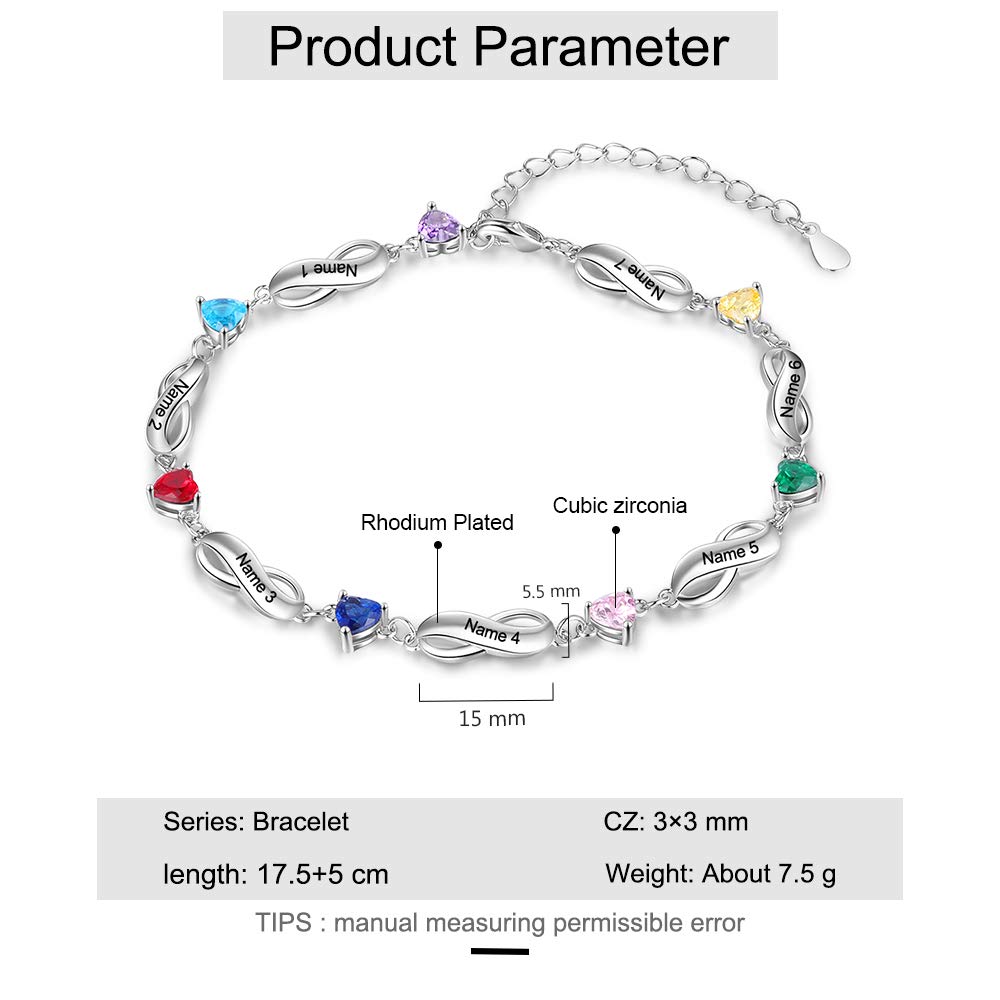 Product Parameter
Name 1
Name 7
Name 2
Name 6
Rhodium Plated
Cubic zirconia
Name 3
Name 5
5.5 mm
Name 4
15 mm
Series: Bracelet
CZ: 3×3 mm
length: 17.5+5 cm
Weight: About 7.5 g
TIPS : manual measuring permissible error